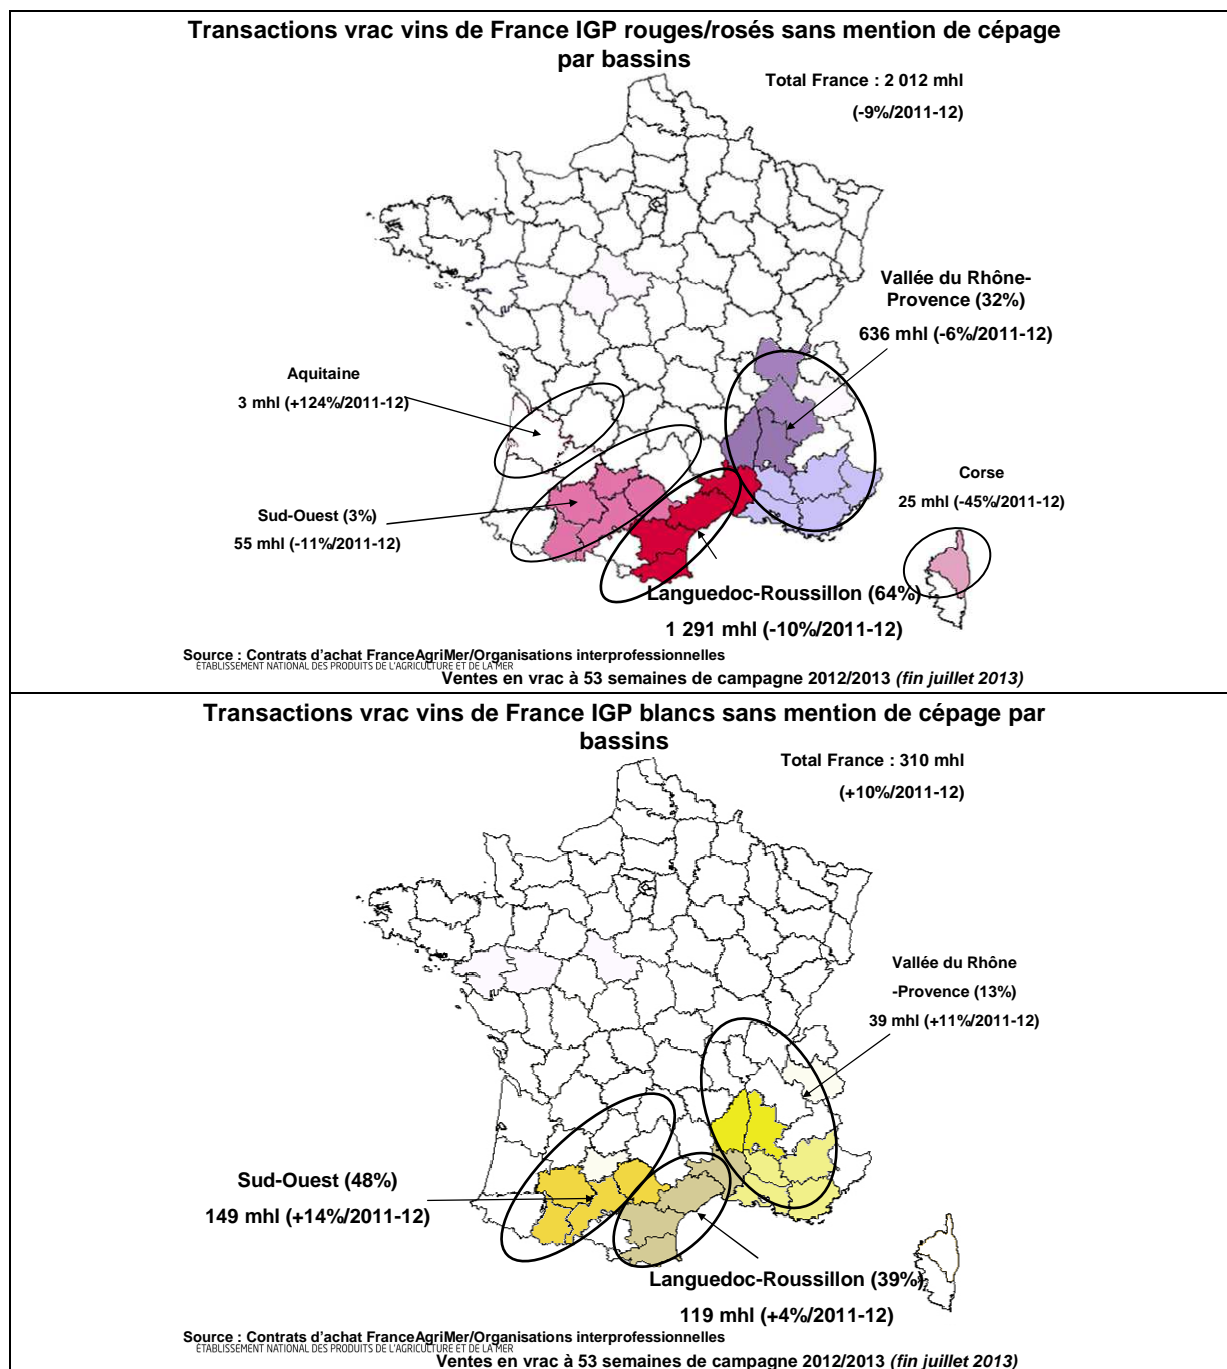 Transactions vrac vins de France IGP rouges/rosés sans mention de cépage
par bassins
Total France : 2 012 mhl
(-9%/2011-12)
Vallée du Rhône-
Provence (32%)
636 mhl (-6%/2011-12)
Aquitaine
3 mhl (+124%/2011-12)
Corse
25 mhl (-45%/2011-12)
Sud-Ouest (3%)
55 mhl (-11%/2011-12)
Languedoc-Roussillon (64%)
1 291 mhl (-10%/2011-12)
Source : Contrats d'achat FranceAgriMer/Organisations interprofessionnelles
ÉTABLISSEMENT NATIONAL DES PRODUITS DE L'AGRICULTURE ET DE LA MER
Ventes en vrac à 53 semaines de campagne 2012/2013 (fin juillet 2013)
Transactions vrac vins de France IGP blancs sans mention de cépage par
bassins
Total France : 310 mhl
(+10%/2011-12)
Vallée du Rhône
-Provence (13%)
39 mhl (+11%/2011-12)
Sud-Ouest (48%)
149 mhl (+14%/2011-12)
Languedoc-Roussillon (39%)
119 mhl (+4%/2011-12)
Source : Contrats d'achat FranceAgriMer/Organisations interprofessionnelles
ÉTABLISSEMENT NATIONAL DES PRODUITS DE L'AGRICULTURE ET DE LA MER
Ventes en vrac à 53 semaines de campagne 2012/2013 (fin juillet 2013)